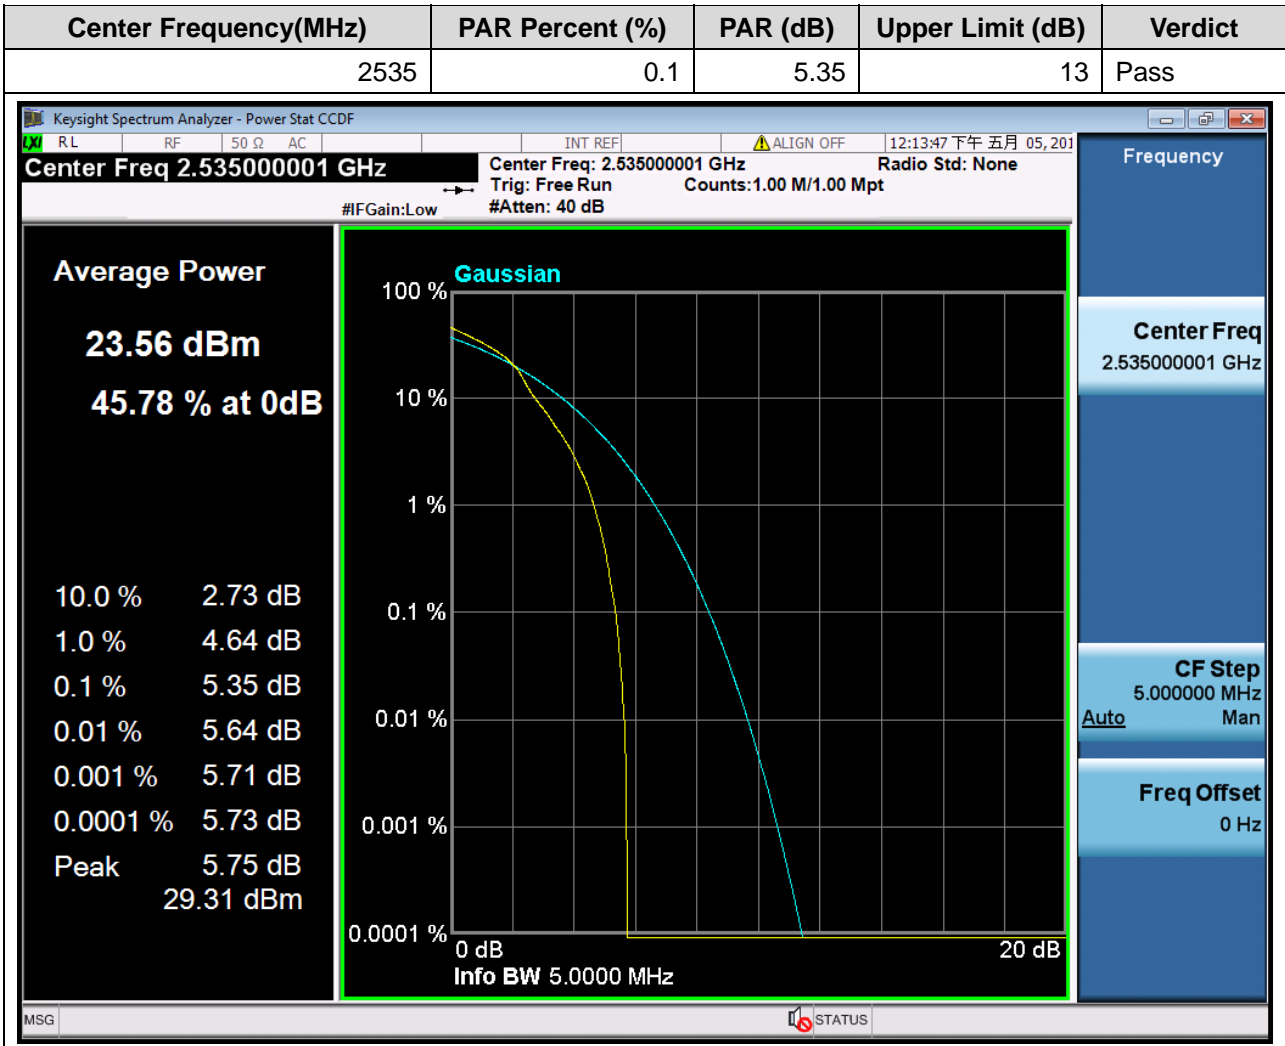 Center Frequency(MHz) PAR Percent (%) PAR (dB) Upper Limit (dB) Verdict
2535 0.1 5.35 13 Pass
Keysight Spectrum Analyzer - Power Stat CCDF
LXI RL RF 50 Ω AC INT REF ALIGN OFF 12:13:47 下午 五月 05, 201
Center Freq 2.535000001 GHz
Center Freq: 2.535000001 GHz Radio Std: None
Trig: Free Run Counts:1.00 M/1.00 Mpt
#IFGain:Low #Atten: 40 dB
Average Power
23.56 dBm
45.78 % at 0dB
10.0 % 2.73 dB
1.0 % 4.64 dB
0.1 % 5.35 dB
0.01 % 5.64 dB
0.001 % 5.71 dB
0.0001 % 5.73 dB
Peak 5.75 dB
29.31 dBm
Gaussian
100 %
10 %
1 %
0.1 %
0.01 %
0.001 %
0.0001 %
0 dB 20 dB
Info BW 5.0000 MHz
Frequency
Center Freq
2.535000001 GHz
CF Step
5.000000 MHz
Auto Man
Freq Offset
0 Hz
MSG STATUS